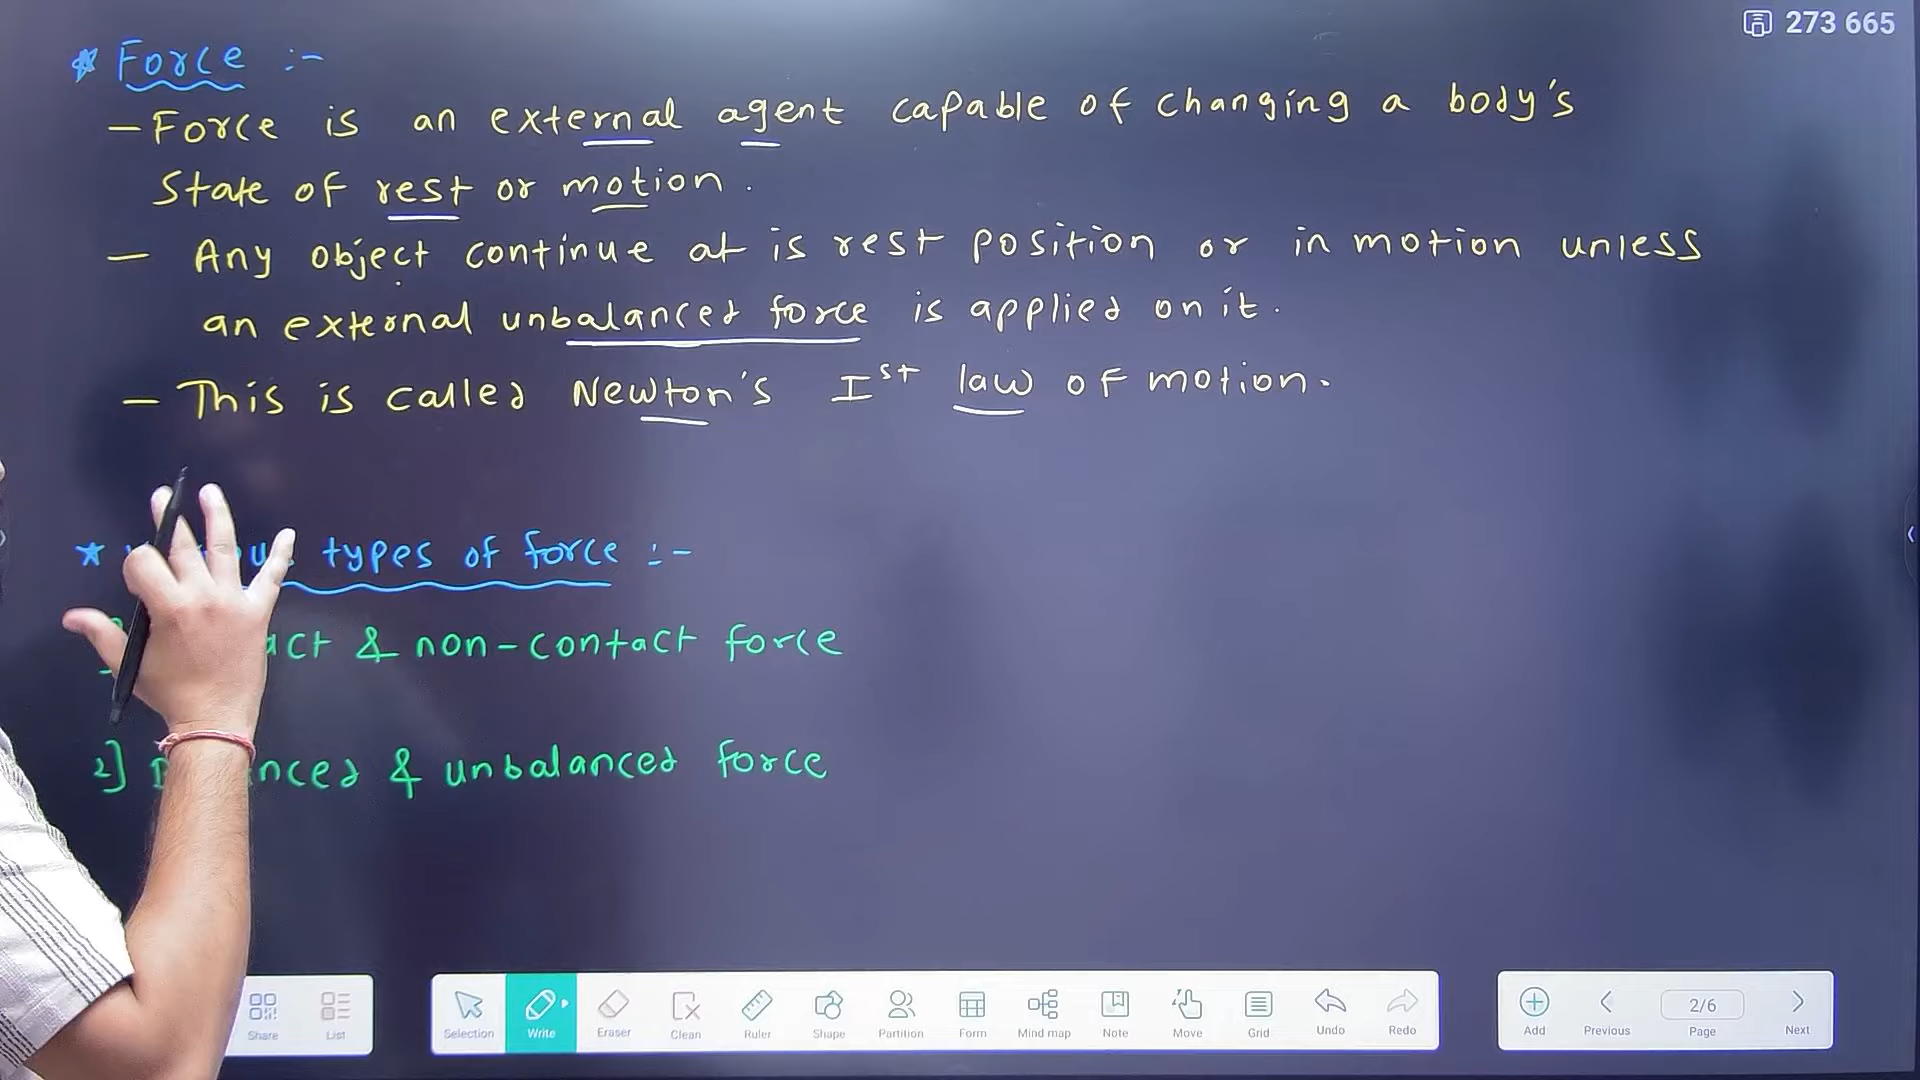 273 665
* Force :-
- Force is an external agent capable of changing a body's
State of rest or motion.
- Any object continue at is rest position or in motion unless
an external unbalanced force is applied on it.
- This is called Newton's Ist law of motion.
* types of force :-
& non-contact force
2] & unbalanced force
Share List Selection Write Eraser Clean Ruler Shape Partition Form Mind map Note Move Grid Undo Redo Add Previous 2/6 Page Next